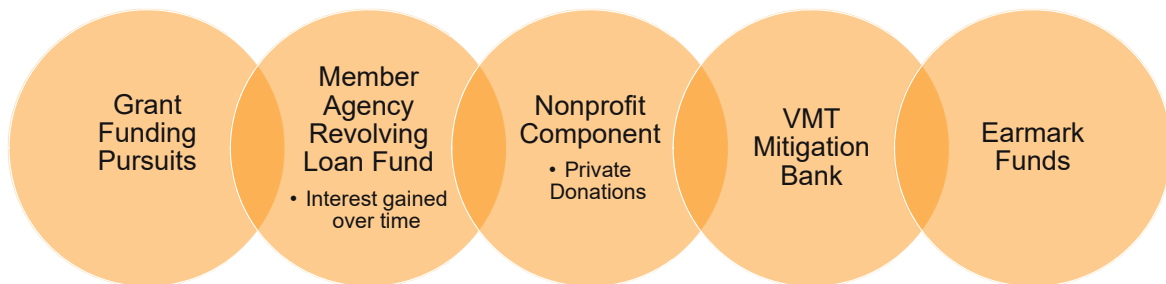 Grant
Funding
Pursuits
Member
Agency
Revolving
Loan Fund
• Interest gained
over time
Nonprofit
Component
• Private
Donations
VMT
Mitigation
Bank
Earmark
Funds